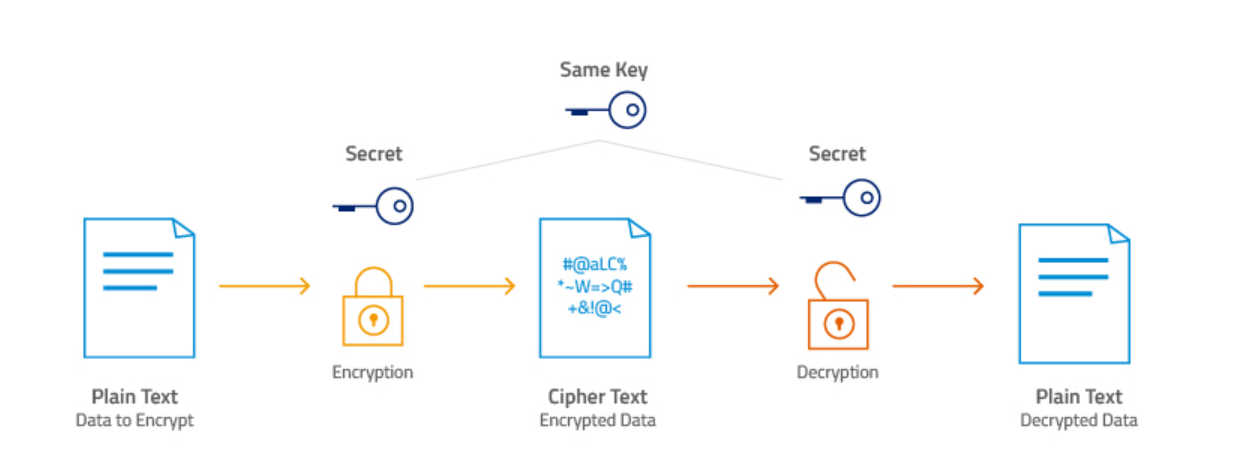 Same Key
Secret
Secret
#@aLC%
*~W=>Q#
+&!@<
Encryption
Decryption
Plain Text
Data to Encrypt
Cipher Text
Encrypted Data
Plain Text
Decrypted Data